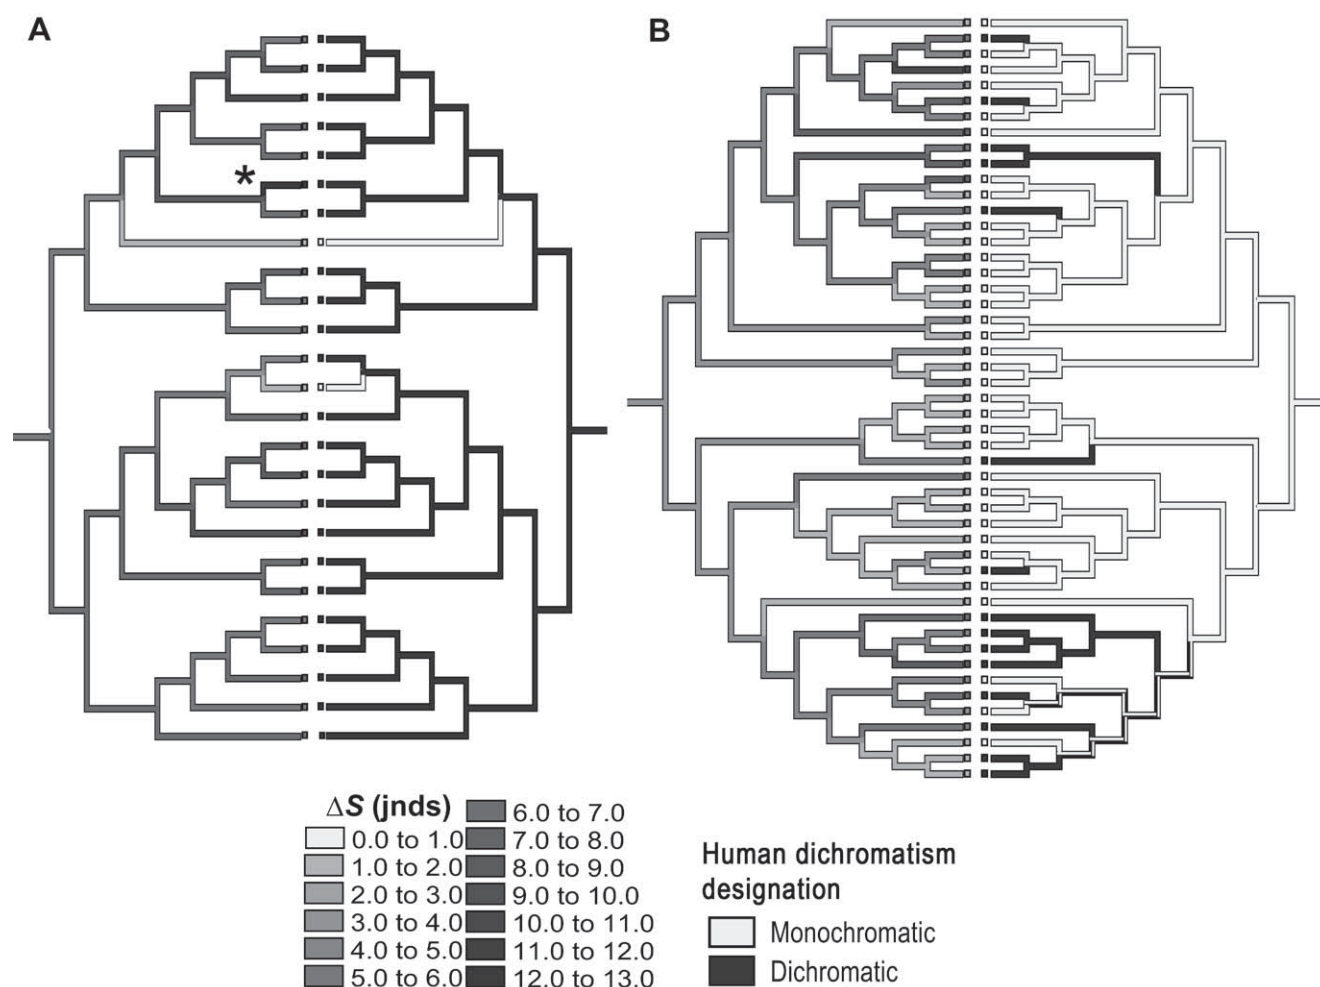 A
B
*
ΔS (jnds)
0.0 to 1.0
1.0 to 2.0
2.0 to 3.0
3.0 to 4.0
4.0 to 5.0
5.0 to 6.0
6.0 to 7.0
7.0 to 8.0
8.0 to 9.0
9.0 to 10.0
10.0 to 11.0
11.0 to 12.0
12.0 to 13.0
Human dichromatism
designation
Monochromatic
Dichromatic